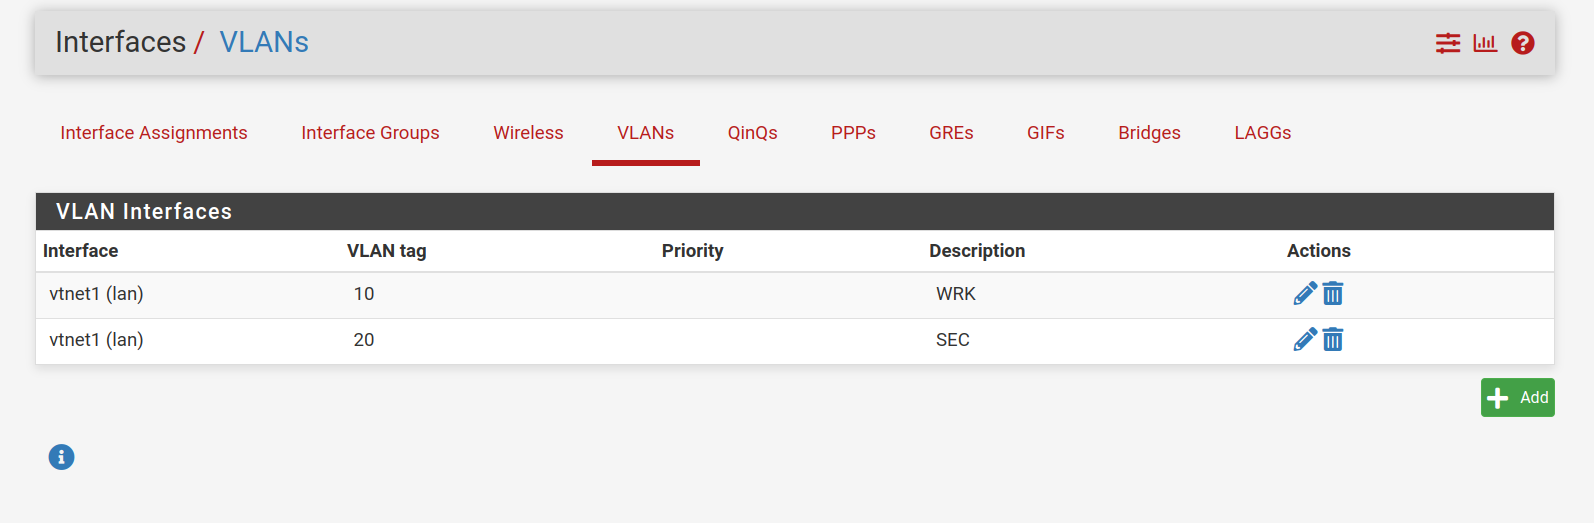 Interfaces / VLANs
Interface Assignments Interface Groups Wireless VLANs QinQs PPPs GREs GIFs Bridges LAGGs
VLAN Interfaces
Interface VLAN tag Priority Description Actions
vtnet1 (lan) 10 WRK
vtnet1 (lan) 20 SEC
Add